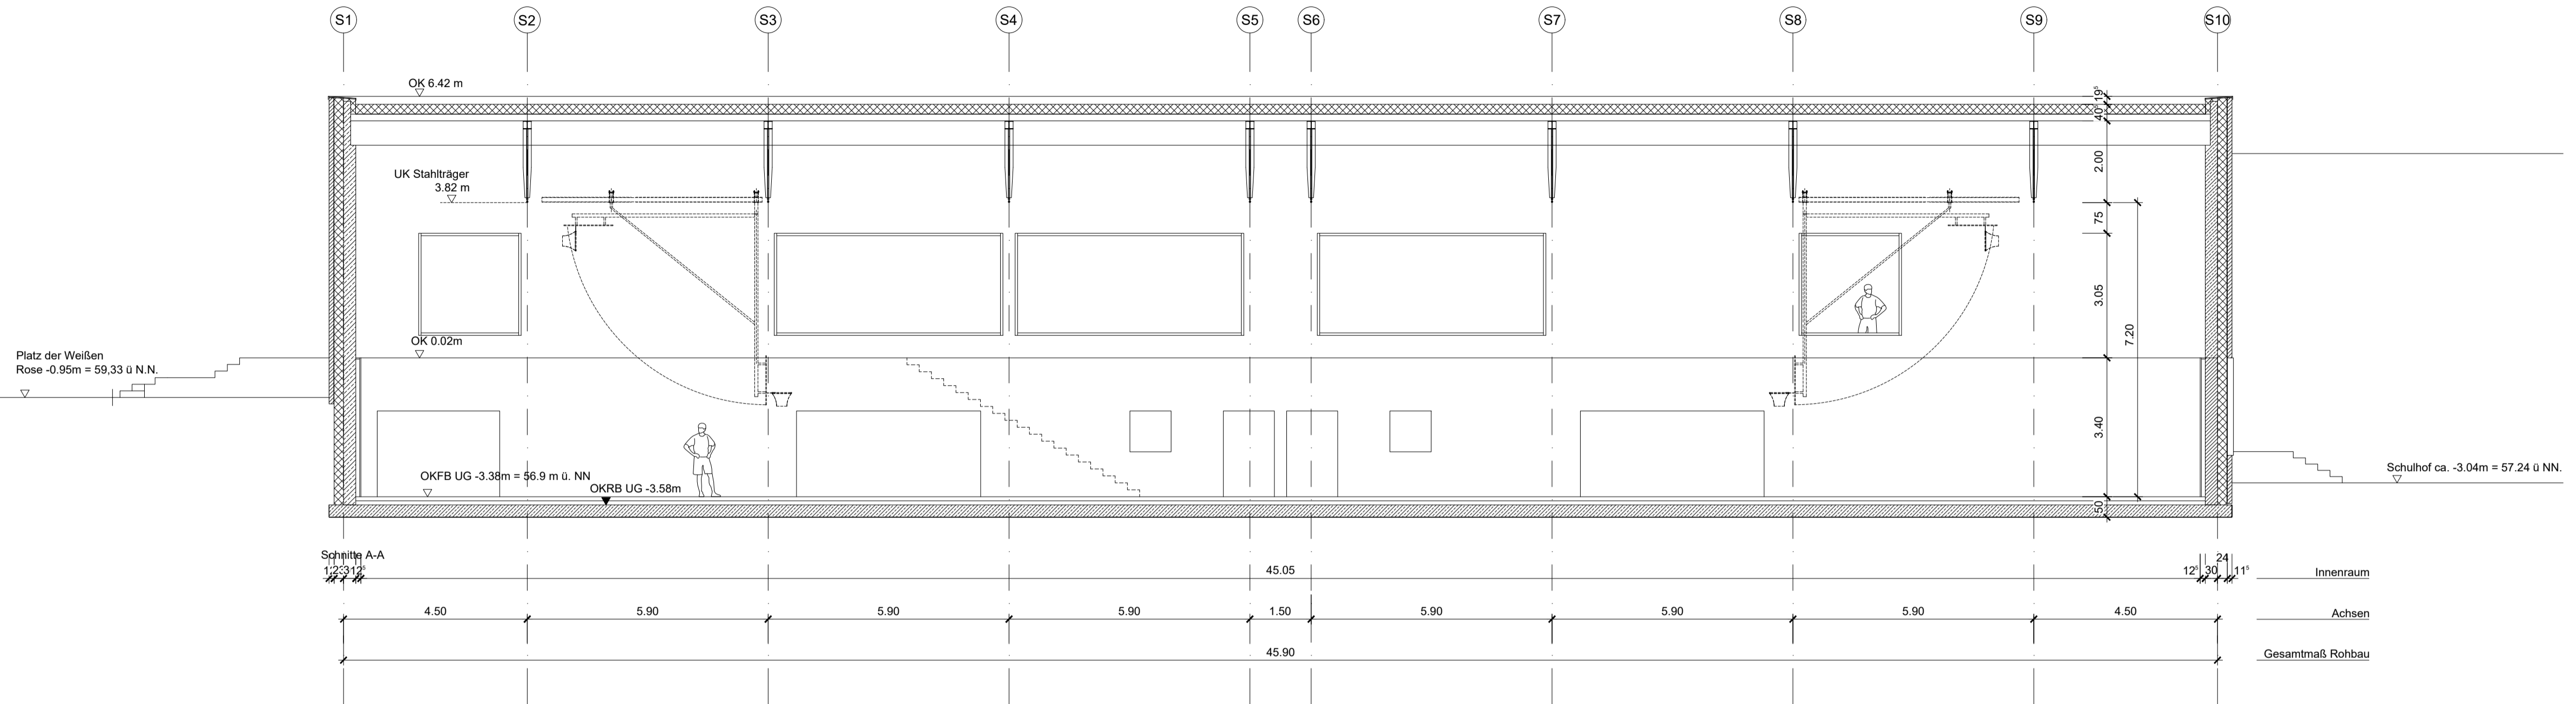 S1 S2 S3 S4 S5 S6 S7 S8 S9 S10
OK 6.42 m
19⁵
40⁵
2.00
UK Stahlträger
3.82 m
75
3.05
7.20
OK 0.02m
Platz der Weißen
Rose -0.95m = 59,33 ü N.N.
3.40
OKFB UG -3.38m = 56.9 m ü. NN
OKRB UG -3.58m
Schulhof ca. -3.04m = 57.24 ü NN.
50
Schnitte A-A
12⁵ 45.05 12⁵ 30 24 11⁵ Innenraum
4.50 5.90 5.90 5.90 1.50 5.90 5.90 5.90 4.50 Achsen
45.90 Gesamtmaß Rohbau